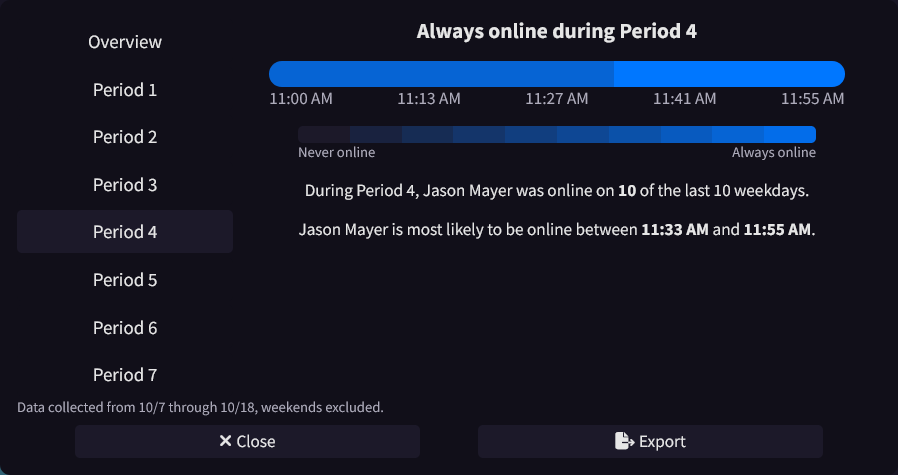 Overview
Period 1
Period 2
Period 3
Period 4
Period 5
Period 6
Period 7
Always online during Period 4
11:00 AM 11:13 AM 11:27 AM 11:41 AM 11:55 AM
Never online Always online
During Period 4, Jason Mayer was online on 10 of the last 10 weekdays.
Jason Mayer is most likely to be online between 11:33 AM and 11:55 AM.
Data collected from 10/7 through 10/18, weekends excluded.
Close Export